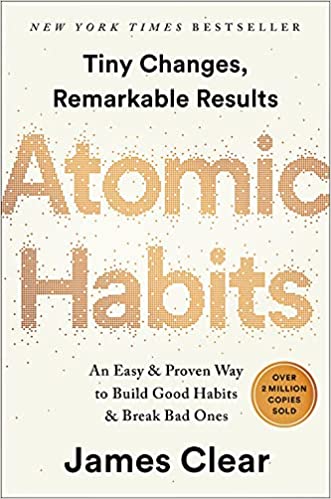 NEW YORK TIMES BESTSELLER
Tiny Changes,
Remarkable Results
Atomic
Habits
An Easy & Proven Way
to Build Good Habits
& Break Bad Ones
OVER
2 MILLION
COPIES
SOLD
James Clear